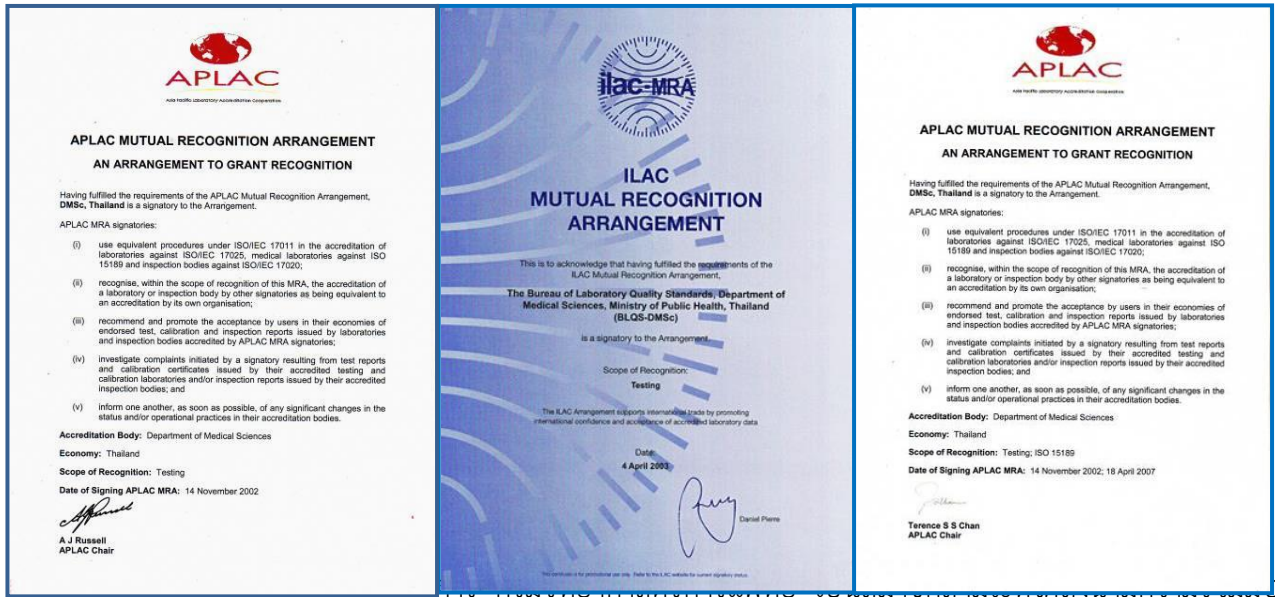 APLAC
Asia Pacific Laboratory Accreditation Cooperation
APLAC MUTUAL RECOGNITION ARRANGEMENT
AN ARRANGEMENT TO GRANT RECOGNITION
Having fulfilled the requirements of the APLAC Mutual Recognition Arrangement,
DMSc, Thailand is a signatory to the Arrangement.
APLAC MRA signatories:
(i) use equivalent procedures under ISO/IEC 17011 in the accreditation of
laboratories against ISO/IEC 17025, medical laboratories against ISO
15189 and inspection bodies against ISO/IEC 17020;
(ii) recognise, within the scope of recognition of this MRA, the accreditation of
a laboratory or inspection body by other signatories as being equivalent to
an accreditation by its own organisation;
(iii) recommend and promote the acceptance by users in their economies of
endorsed test, calibration and inspection reports issued by laboratories
and inspection bodies accredited by APLAC MRA signatories;
(iv) investigate complaints initiated by a signatory resulting from test reports
and calibration certificates issued by their accredited testing and
calibration laboratories and/or inspection reports issued by their accredited
inspection bodies; and
(v) inform one another, as soon as possible, of any significant changes in the
status and/or operational practices in their accreditation bodies.
Accreditation Body: Department of Medical Sciences
Economy: Thailand
Scope of Recognition: Testing
Date of Signing APLAC MRA: 14 November 2002
A J Russell
APLAC Chair
ilac-MRA
ILAC
MUTUAL RECOGNITION
ARRANGEMENT
This is to acknowledge that having fulfilled the requirements of the
ILAC Mutual Recognition Arrangement,
The Bureau of Laboratory Quality Standards, Department of
Medical Sciences, Ministry of Public Health, Thailand
(BLQS-DMSc)
is a signatory to the Arrangement.
Scope of Recognition:
Testing
The ILAC Arrangement supports international trade by promoting
international confidence and acceptance of accredited laboratory data
Date:
4 April 2003
Daniel Pierre
This certificate is for promotional use only. Refer to the ILAC website for current signatory status.
APLAC
Asia Pacific Laboratory Accreditation Cooperation
APLAC MUTUAL RECOGNITION ARRANGEMENT
AN ARRANGEMENT TO GRANT RECOGNITION
Having fulfilled the requirements of the APLAC Mutual Recognition Arrangement,
DMSc, Thailand is a signatory to the Arrangement.
APLAC MRA signatories:
(i) use equivalent procedures under ISO/IEC 17011 in the accreditation of
laboratories against ISO/IEC 17025, medical laboratories against ISO
15189 and inspection bodies against ISO/IEC 17020;
(ii) recognise, within the scope of recognition of this MRA, the accreditation of
a laboratory or inspection body by other signatories as being equivalent to
an accreditation by its own organisation;
(iii) recommend and promote the acceptance by users in their economies of
endorsed test, calibration and inspection reports issued by laboratories
and inspection bodies accredited by APLAC MRA signatories;
(iv) investigate complaints initiated by a signatory resulting from test reports
and calibration certificates issued by their accredited testing and
calibration laboratories and/or inspection reports issued by their accredited
inspection bodies; and
(v) inform one another, as soon as possible, of any significant changes in the
status and/or operational practices in their accreditation bodies.
Accreditation Body: Department of Medical Sciences
Economy: Thailand
Scope of Recognition: Testing; ISO 15189
Date of Signing APLAC MRA: 14 November 2002; 18 April 2007
Terence S S Chan
APLAC Chair